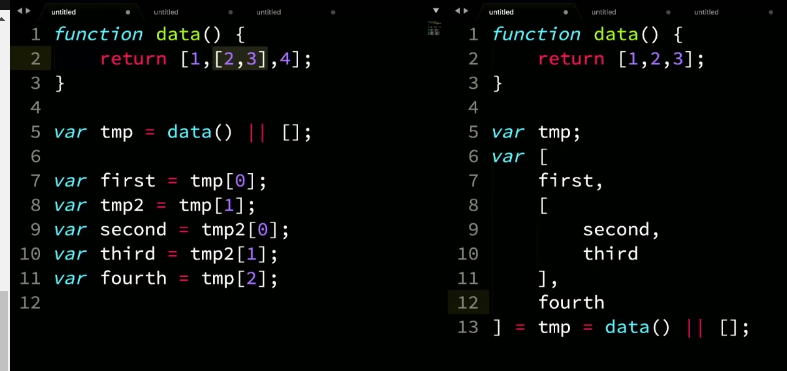 untitled
untitled
untitled
1 function data() {
2 return [1,[2,3],4];
3 }
4
5 var tmp = data() || [];
6
7 var first = tmp[0];
8 var tmp2 = tmp[1];
9 var second = tmp2[0];
10 var third = tmp2[1];
11 var fourth = tmp[2];
12
untitled
untitled
untitled
1 function data() {
2 return [1,2,3];
3 }
4
5 var tmp;
6 var [
7 first,
8 [
9 second,
10 third
11 ],
12 fourth
13 ] = tmp = data() || [];